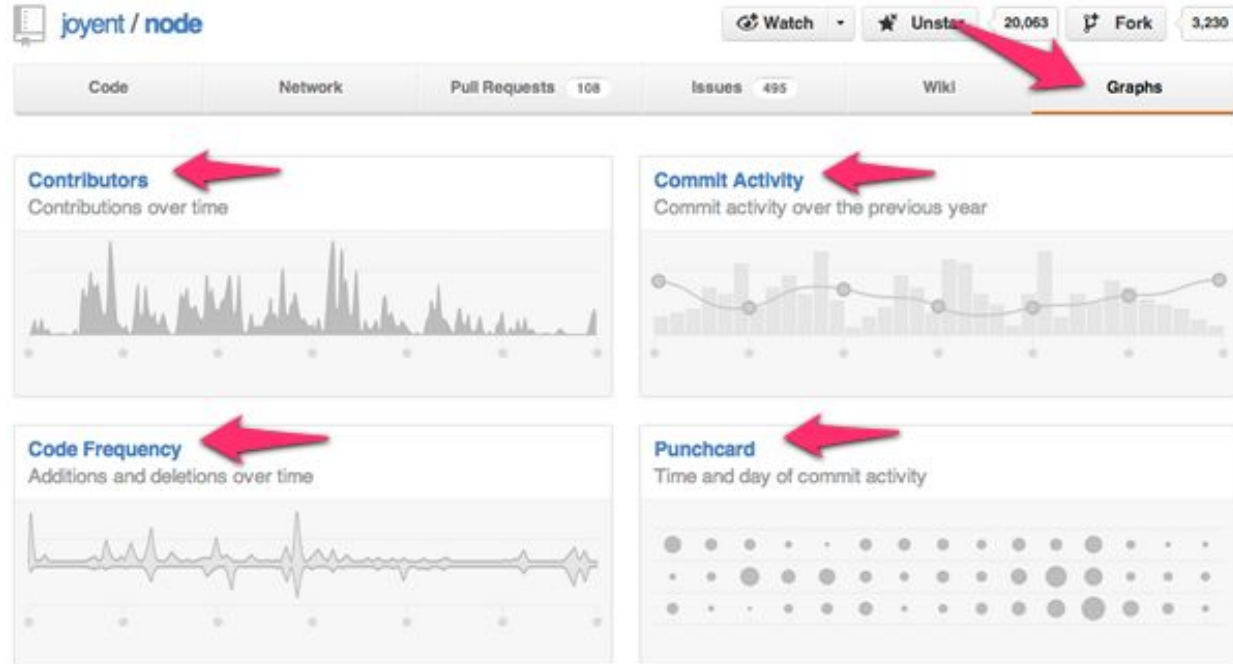 joyent / node
Watch Unstar 20,063 Fork 3,230
Code Network Pull Requests 108 Issues 495 Wiki Graphs
Contributors
Contributions over time
Commit Activity
Commit activity over the previous year
Code Frequency
Additions and deletions over time
Punchcard
Time and day of commit activity